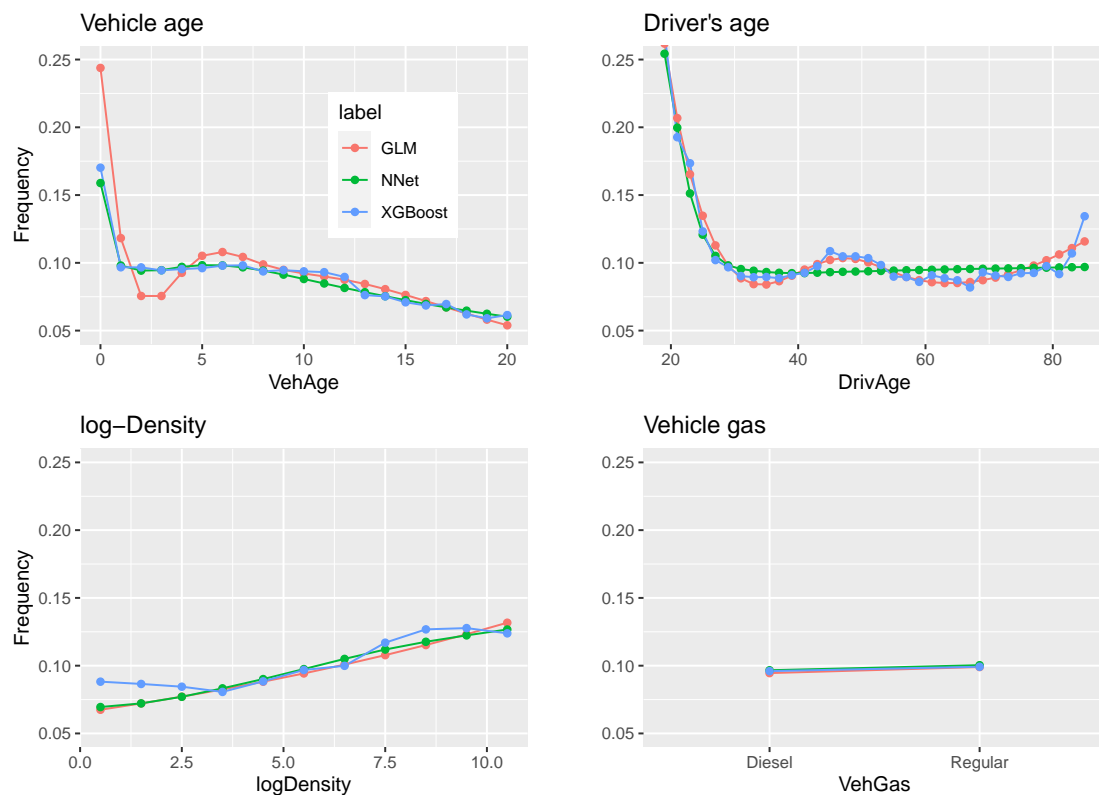 Vehicle age
Driver's age
0.25
0.20
0.15
0.10
0.05
Frequency
label
GLM
NNet
XGBoost
0
5
10
15
20
VehAge
0.25
0.20
0.15
0.10
0.05
20
40
60
80
DrivAge
log−Density
Vehicle gas
0.25
0.20
0.15
0.10
0.05
Frequency
0.0
2.5
5.0
7.5
10.0
logDensity
0.25
0.20
0.15
0.10
0.05
Diesel
Regular
VehGas